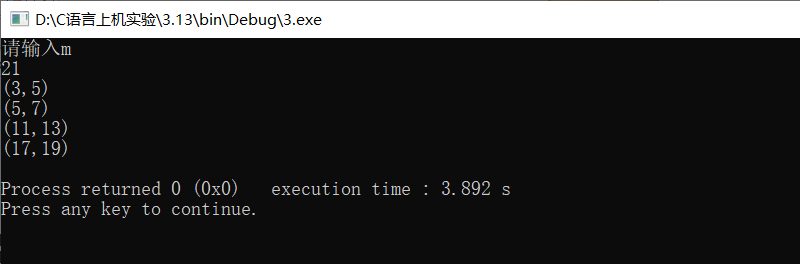 D:\C语言上机实验\3.13\bin\Debug\3.exe
请输入m
21
(3,5)
(5,7)
(11,13)
(17,19)
Process returned 0 (0x0)   execution time : 3.892 s
Press any key to continue.